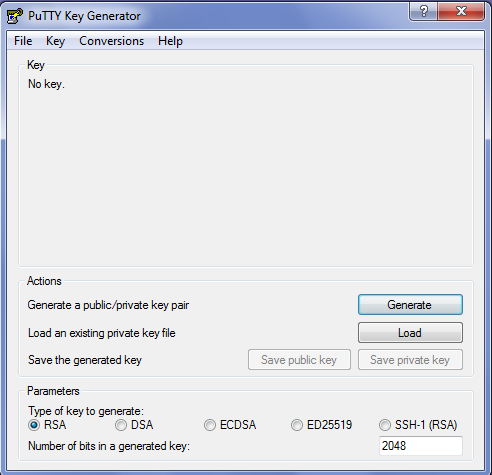 PuTTY Key Generator
File Key Conversions Help
Key
No key.
Actions
Generate a public/private key pair Generate
Load an existing private key file Load
Save the generated key Save public key Save private key
Parameters
Type of key to generate:
RSA DSA ECDSA ED25519 SSH-1 (RSA)
Number of bits in a generated key: 2048